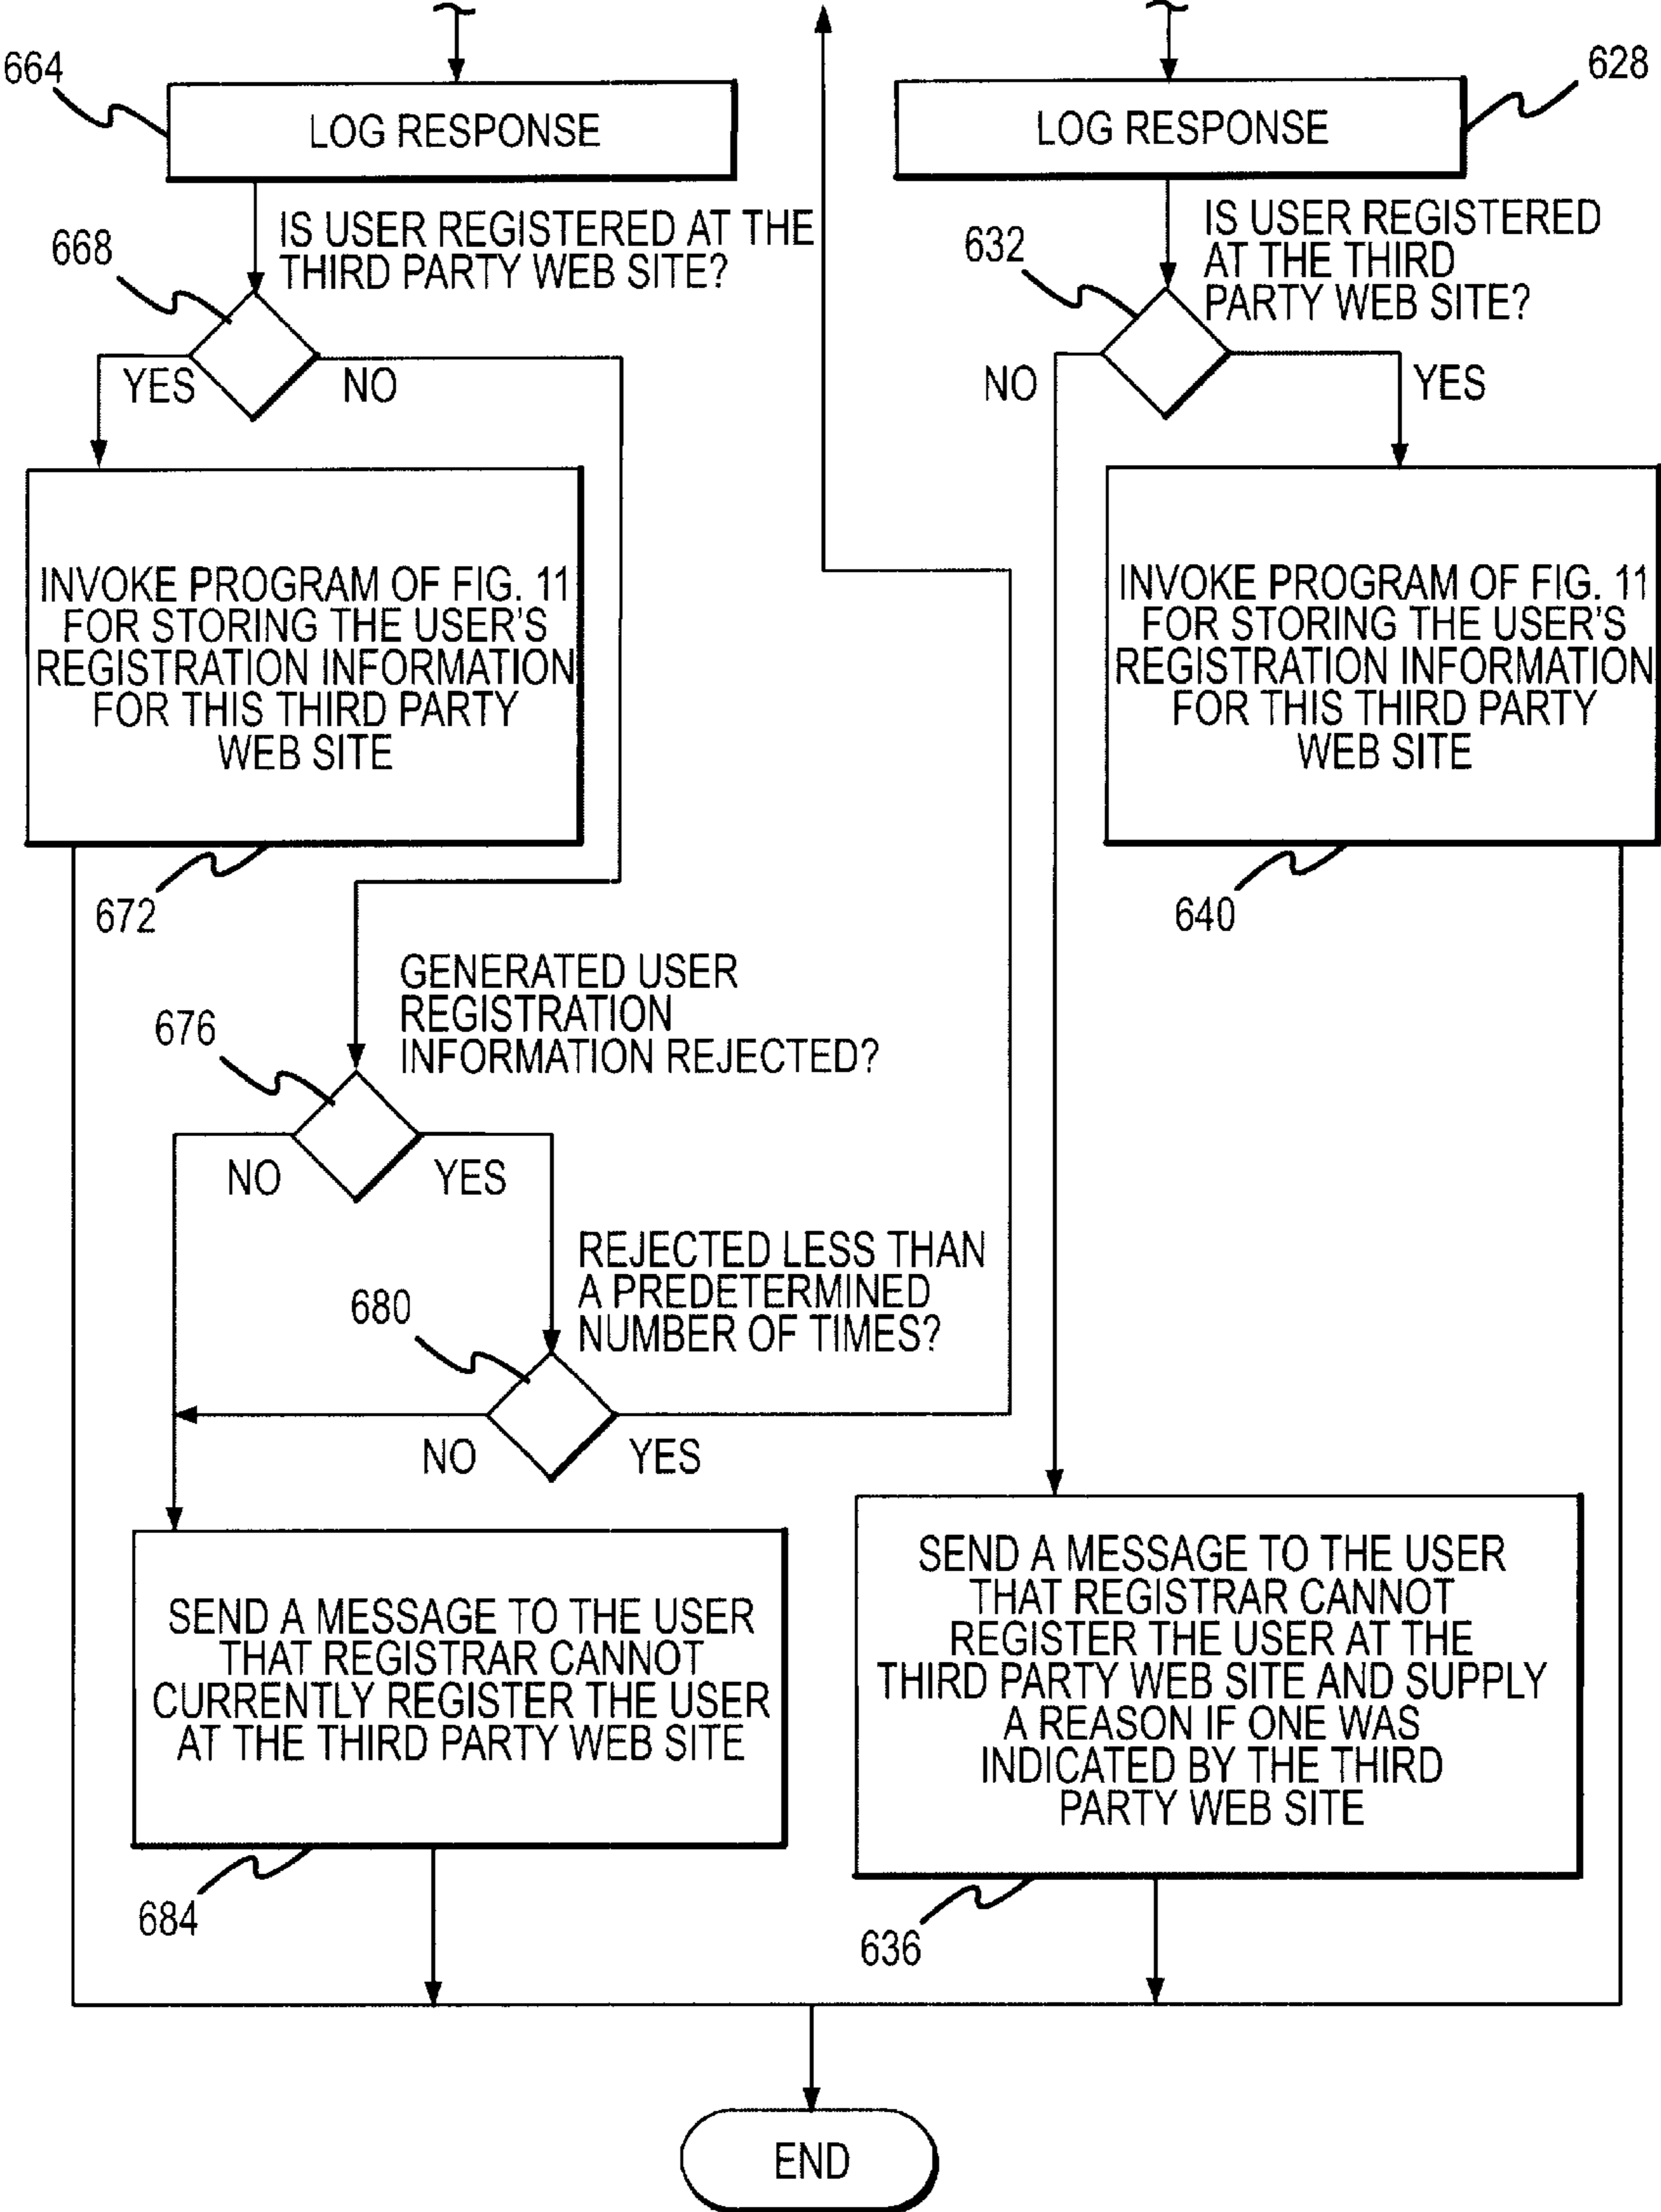 664
LOG RESPONSE
LOG RESPONSE
628
668
IS USER REGISTERED AT THE
THIRD PARTY WEB SITE?
632
IS USER REGISTERED
AT THE THIRD
PARTY WEB SITE?
YES
NO
NO
YES
INVOKE PROGRAM OF FIG. 11
FOR STORING THE USER'S
REGISTRATION INFORMATION
FOR THIS THIRD PARTY
WEB SITE
672
INVOKE PROGRAM OF FIG. 11
FOR STORING THE USER'S
REGISTRATION INFORMATION
FOR THIS THIRD PARTY
WEB SITE
640
676
GENERATED USER
REGISTRATION
INFORMATION REJECTED?
NO
YES
680
REJECTED LESS THAN
A PREDETERMINED
NUMBER OF TIMES?
NO
YES
SEND A MESSAGE TO THE USER
THAT REGISTRAR CANNOT
CURRENTLY REGISTER THE USER
AT THE THIRD PARTY WEB SITE
684
SEND A MESSAGE TO THE USER
THAT REGISTRAR CANNOT
REGISTER THE USER AT THE
THIRD PARTY WEB SITE AND SUPPLY
A REASON IF ONE WAS
INDICATED BY THE THIRD
PARTY WEB SITE
636
END